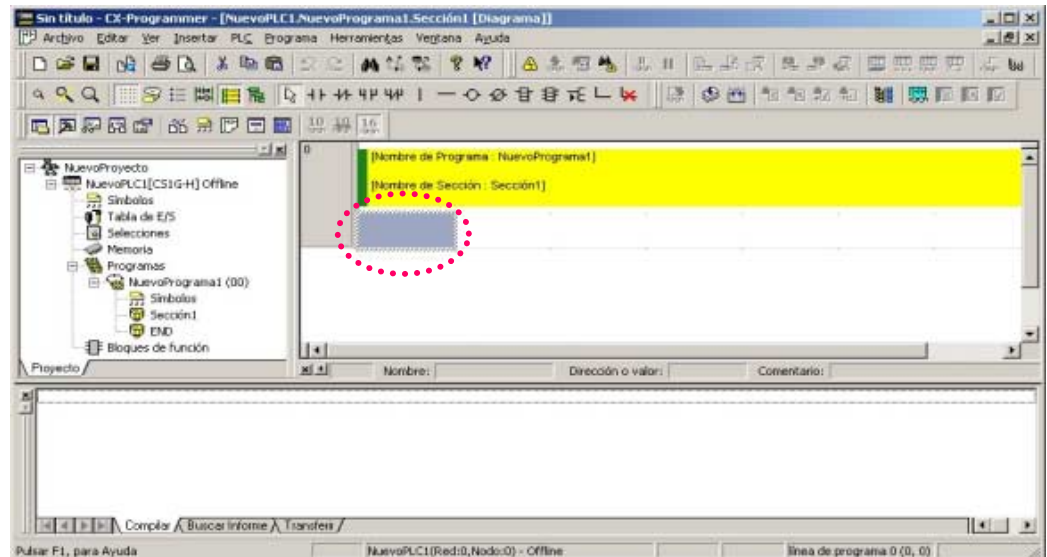 Sin título - CX-Programmer - [NuevoPLC1.NuevoPrograma1.Sección1 [Diagrama]]
Archivo Editar Ver Insertar PLC Programa Herramientas Ventana Ayuda
10 10 16
NuevoProyecto
NuevoPLC1[CS1G-H] Offline
Símbolos
Tabla de E/S
Selecciones
Memoria
Programas
NuevoPrograma1 (00)
Símbolos
Sección1
END
Bloques de función
Proyecto
0
[Nombre de Programa : NuevoPrograma1]
[Nombre de Sección : Sección1]
Nombre: Dirección o valor: Comentario:
Compilar Buscar Informe Transferir
Pulsar F1, para Ayuda NuevoPLC1(Red:0,Nodo:0) - Offline línea de programa 0 (0, 0)